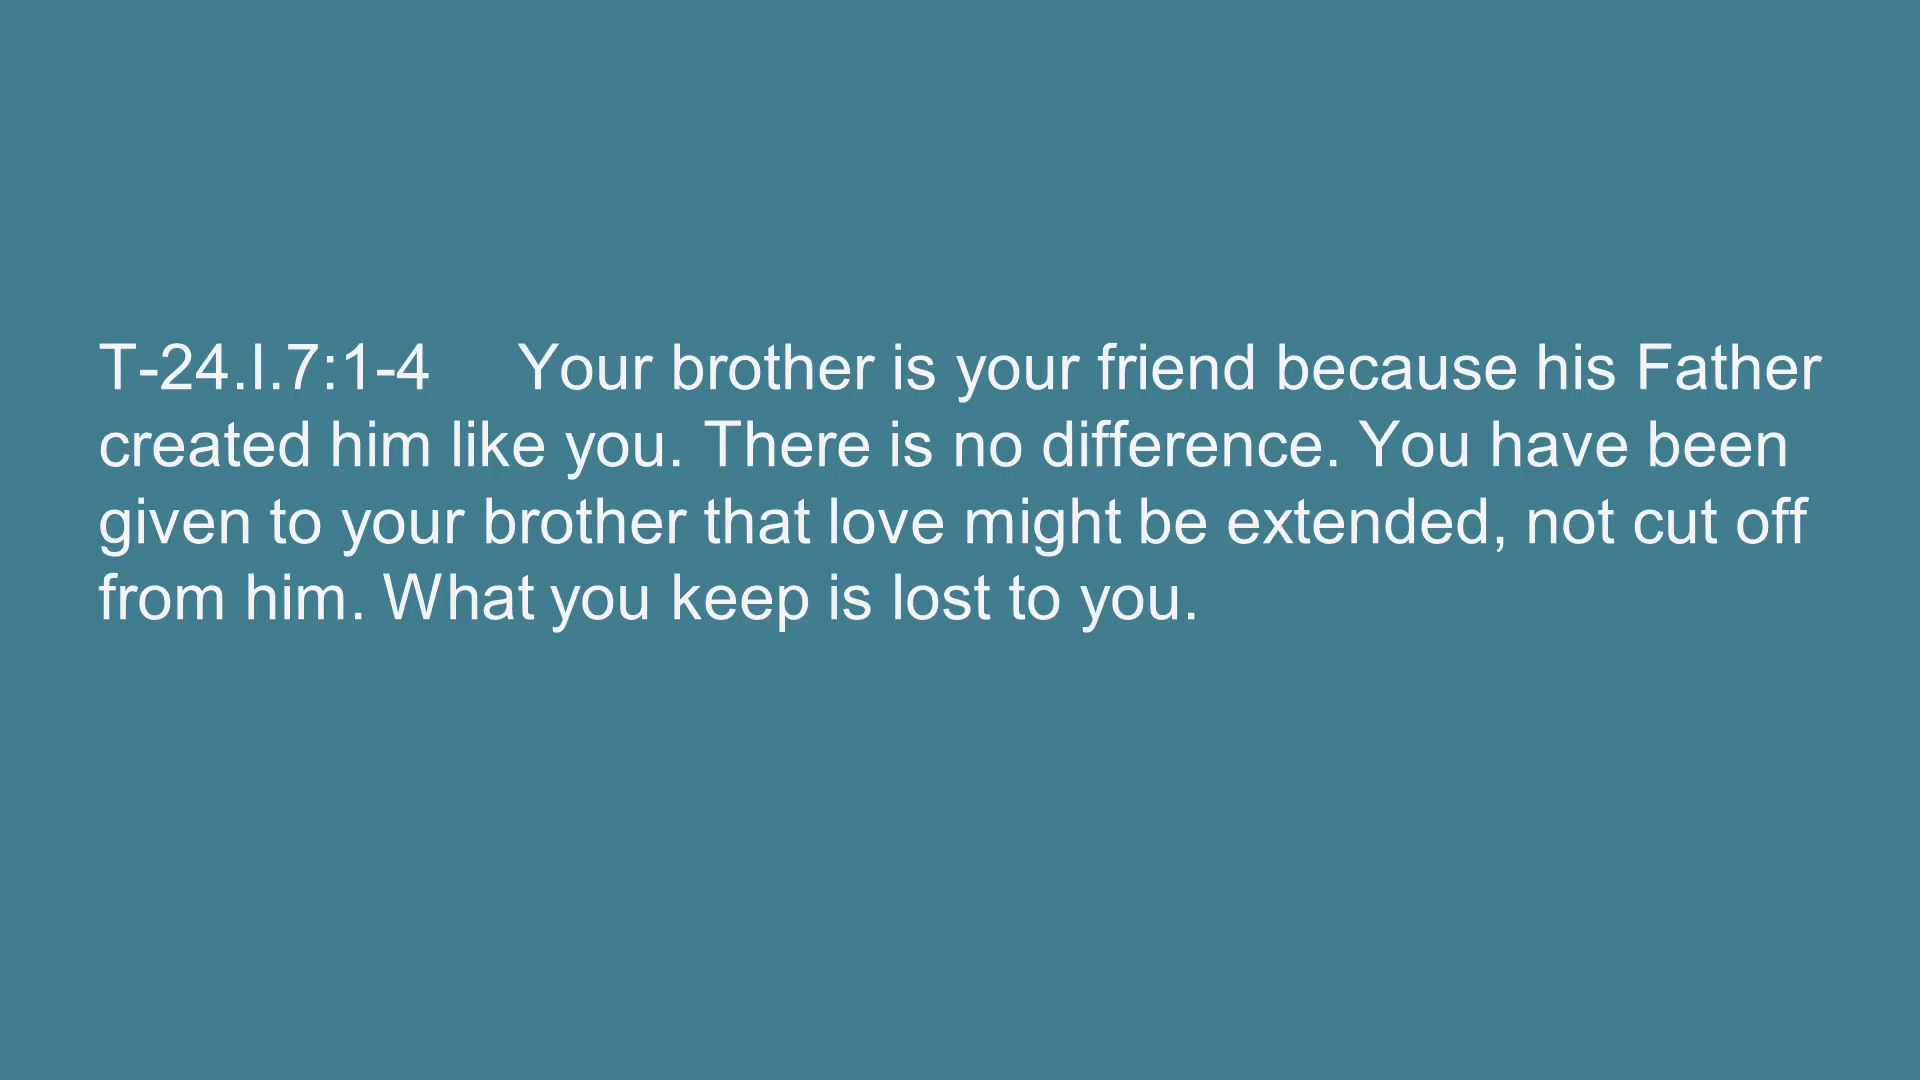 T-24.I.7:1-4     Your brother is your friend because his Father
created him like you. There is no difference. You have been
given to your brother that love might be extended, not cut off
from him. What you keep is lost to you.